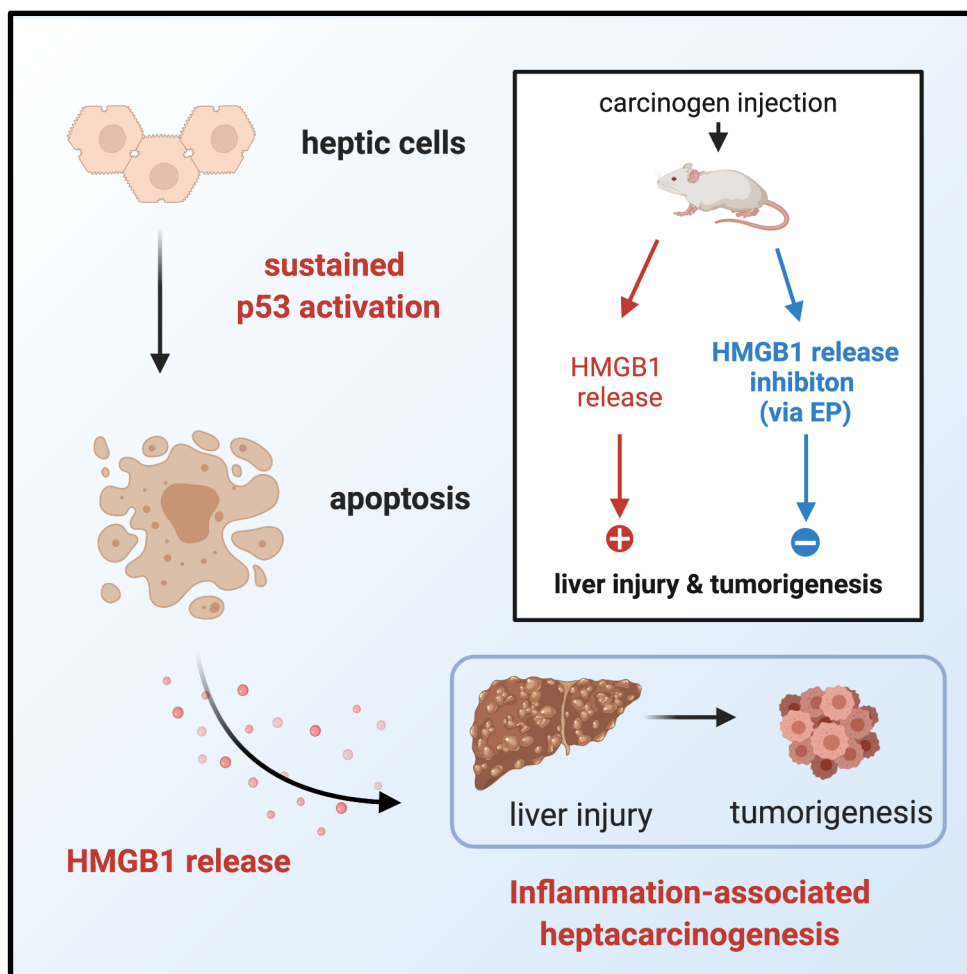 heptic cells
sustained
p53 activation
apoptosis
HMGB1 release
carcinogen injection
HMGB1
release
HMGB1 release
inhibiton
(via EP)
+
−
liver injury & tumorigenesis
liver injury
tumorigenesis
Inflammation-associated
heptacarcinogenesis